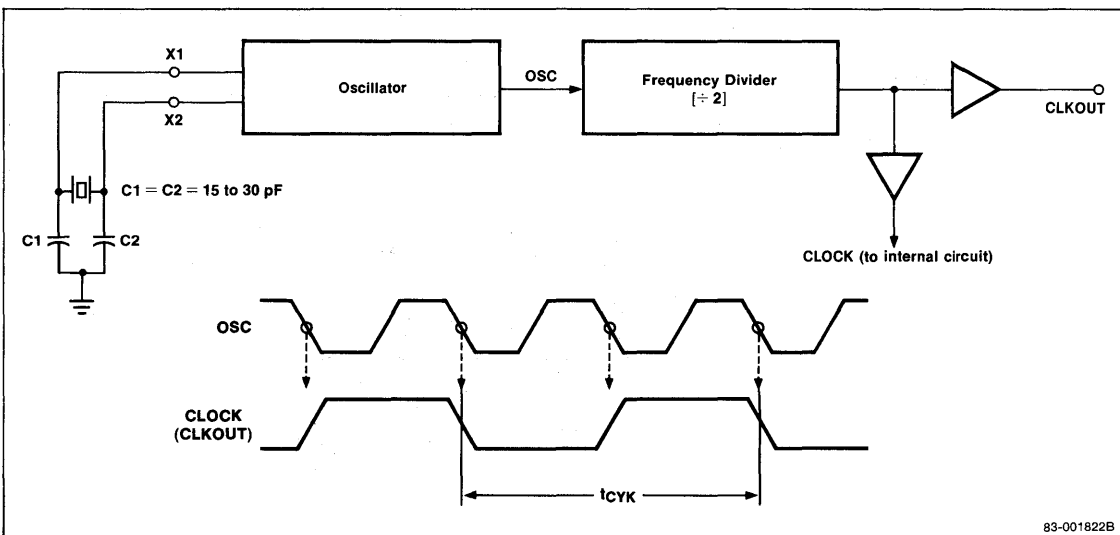 X1
X2
Oscillator
OSC
Frequency Divider
[÷ 2]
CLKOUT
C1 = C2 = 15 to 30 pF
C1
C2
CLOCK (to internal circuit)
OSC
CLOCK
(CLKOUT)
tCYK
83-001822B